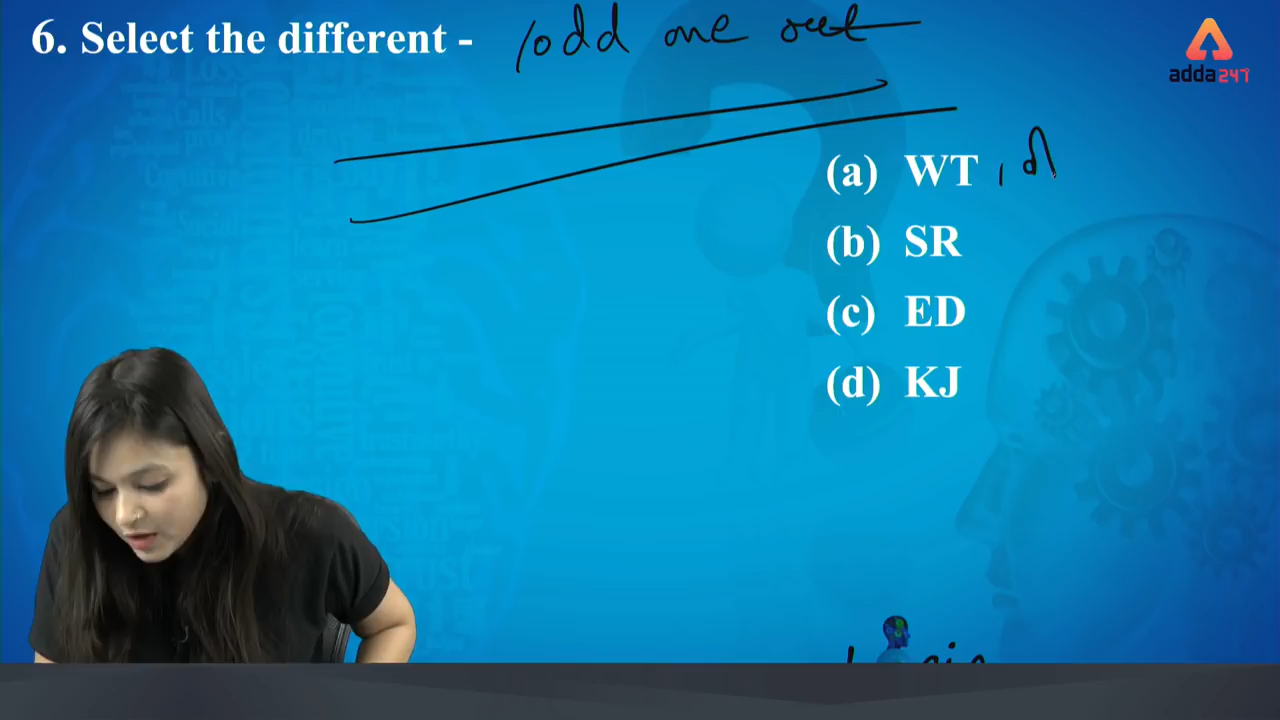 6. Select the different - /odd one out
adda247
(a) WT ,
(b) SR
(c) ED
(d) KJ